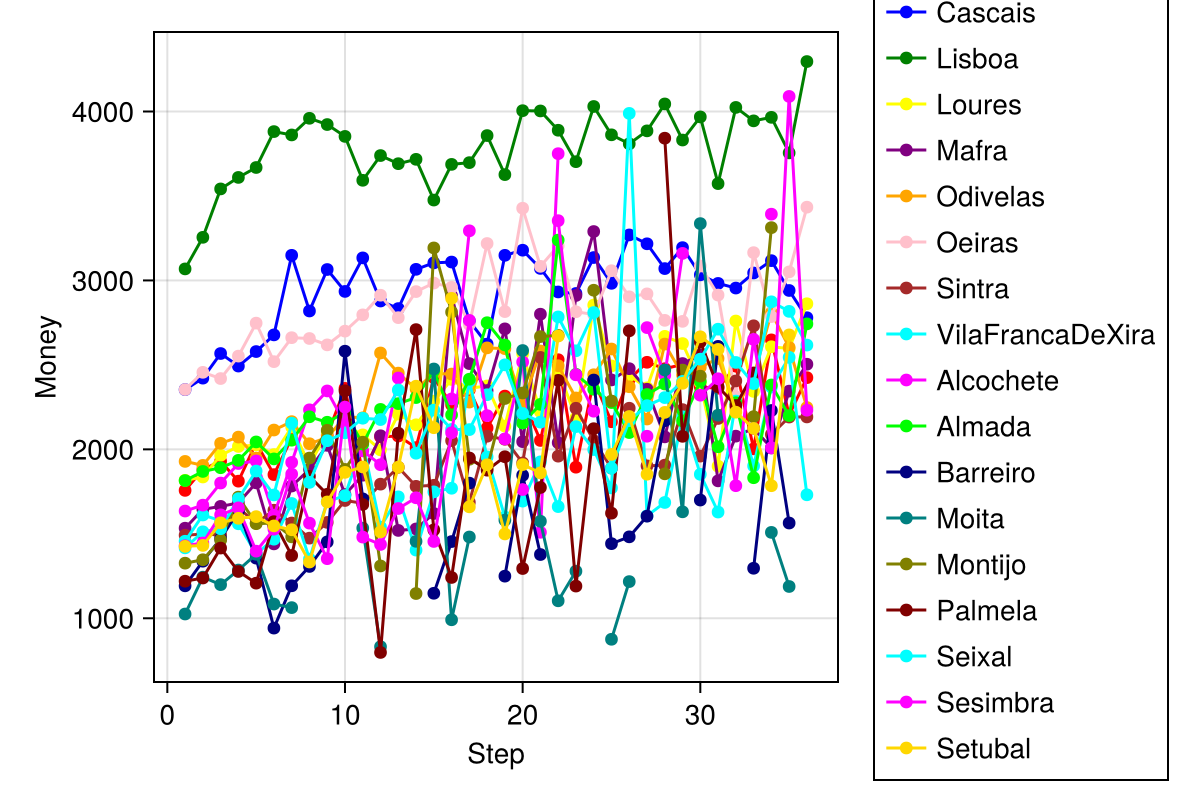 4000
3000
2000
1000
Money
0 10 20 30
Step
Cascais
Lisboa
Loures
Mafra
Odivelas
Oeiras
Sintra
VilaFrancaDeXira
Alcochete
Almada
Barreiro
Moita
Montijo
Palmela
Seixal
Sesimbra
Setubal